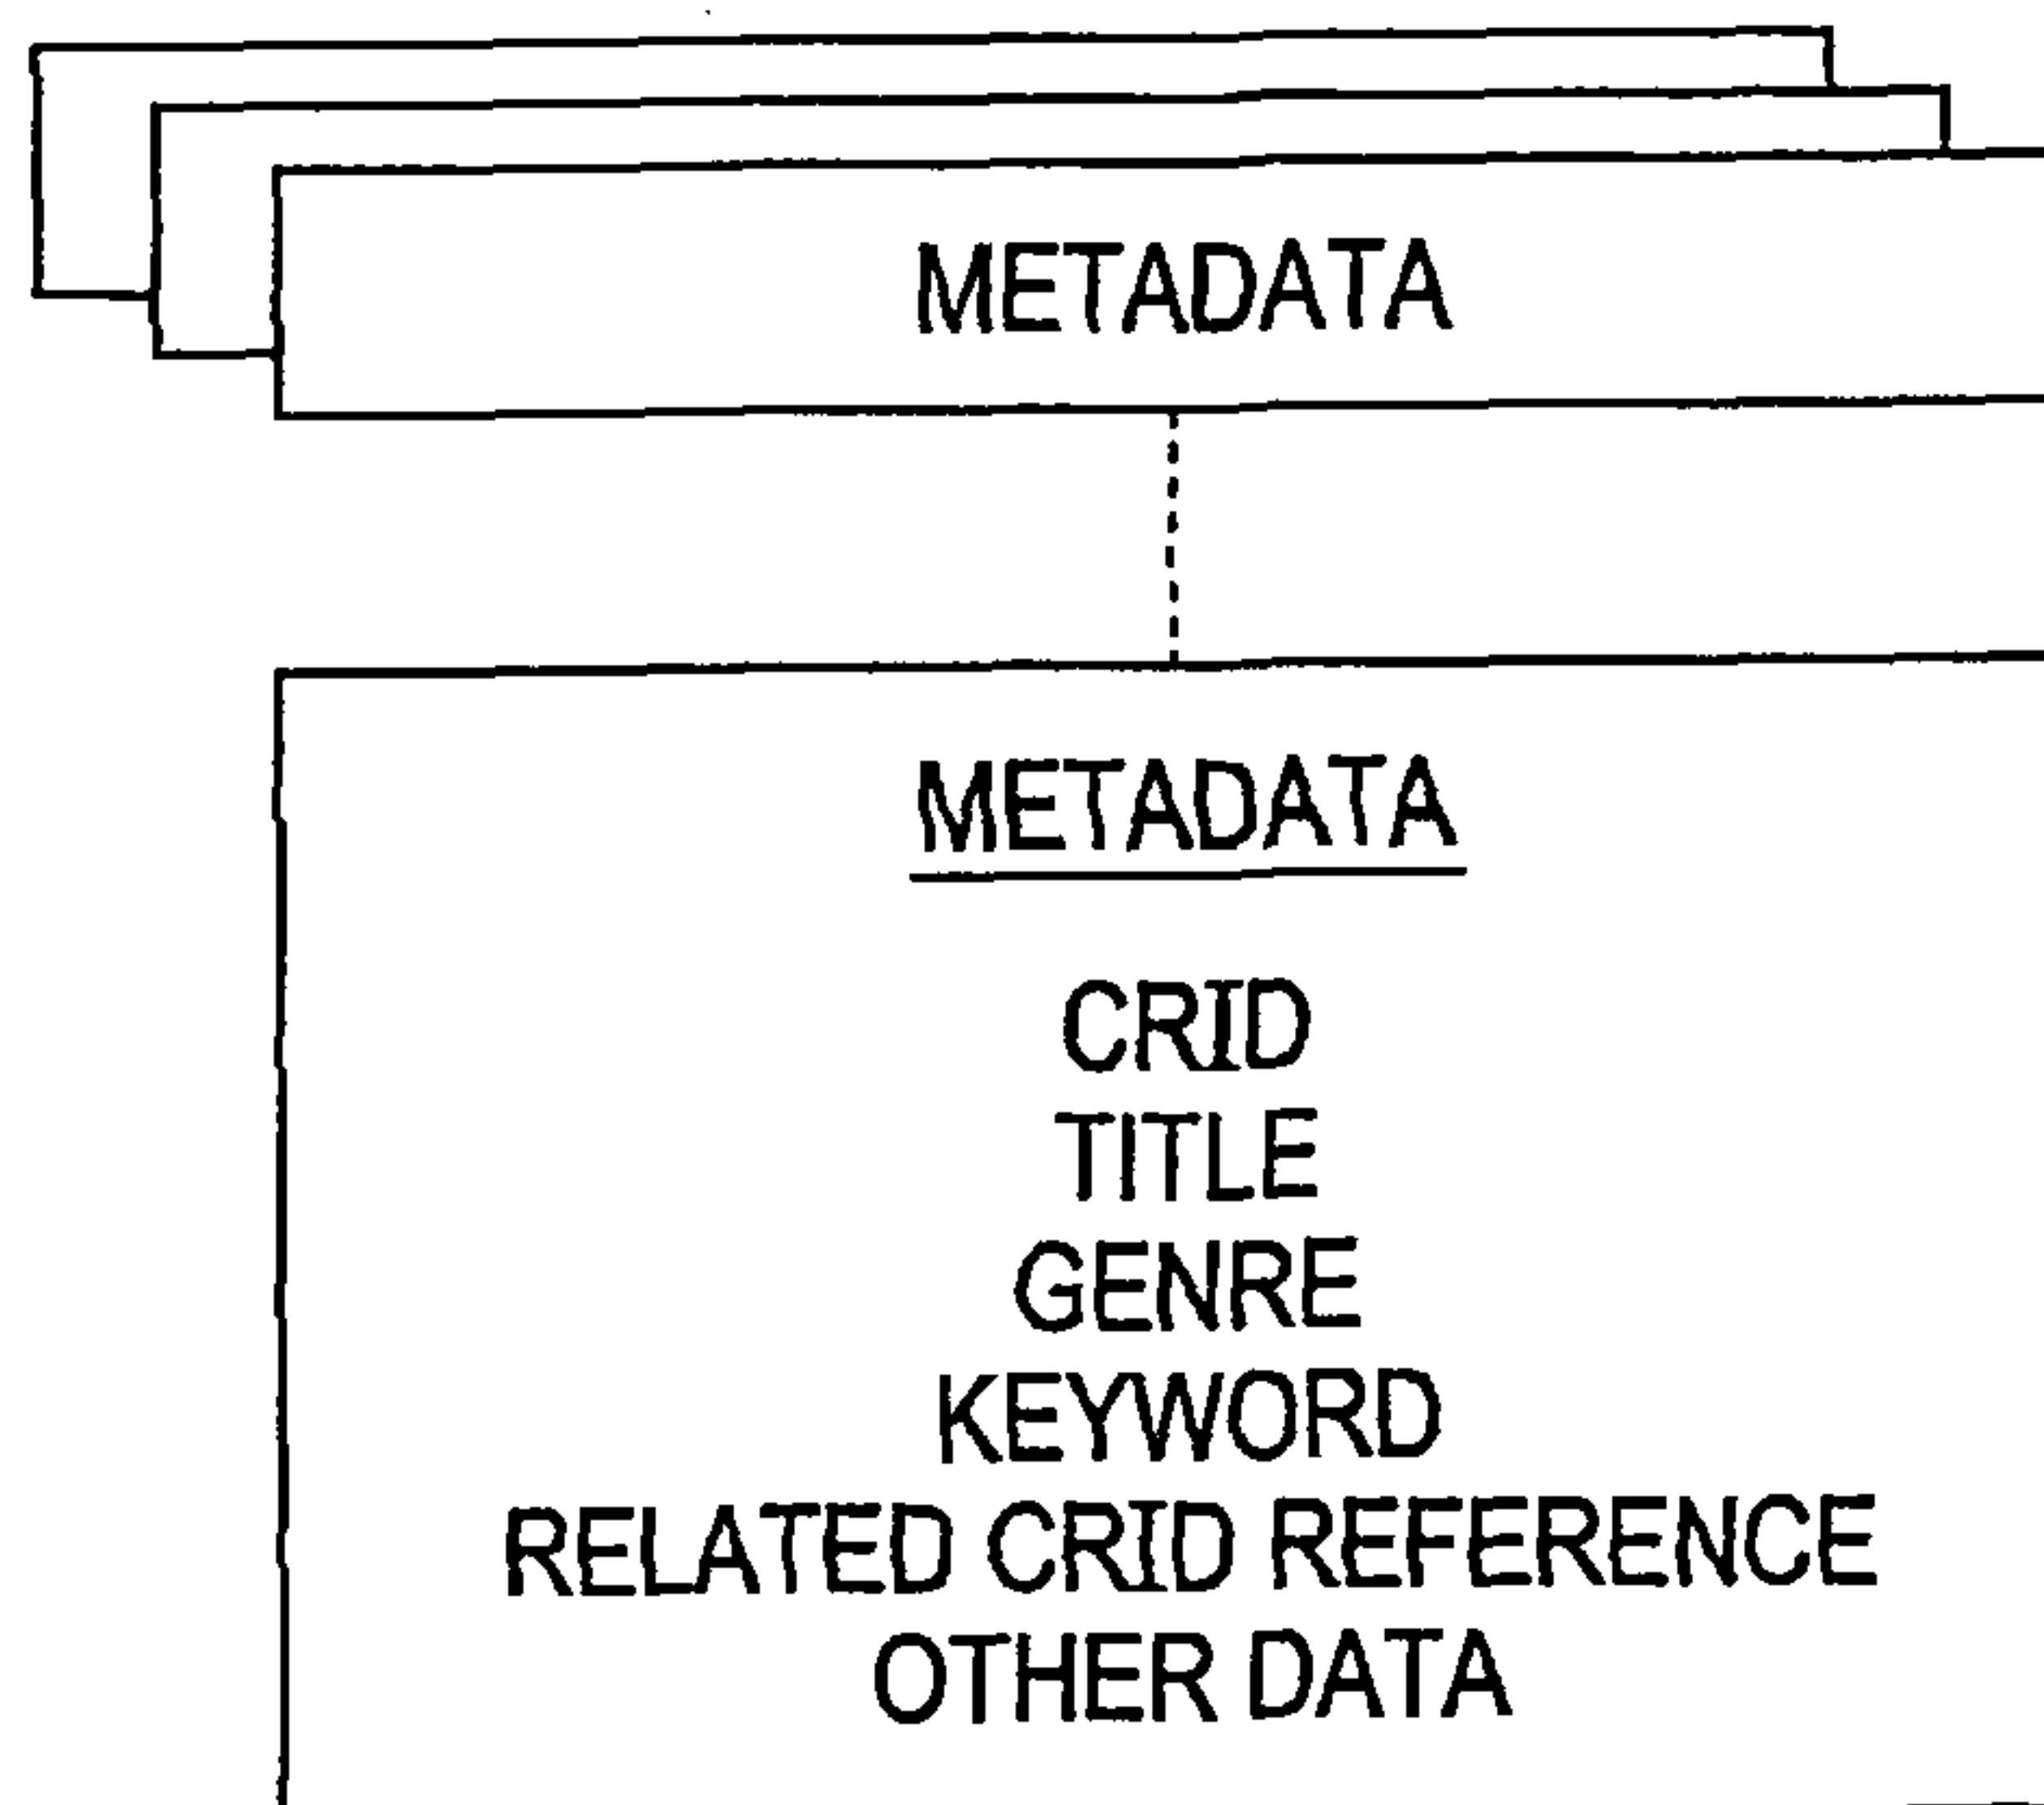 METADATA
METADATA
CRID
TITLE
GENRE
KEYWORD
RELATED CRID REFERENCE
OTHER DATA